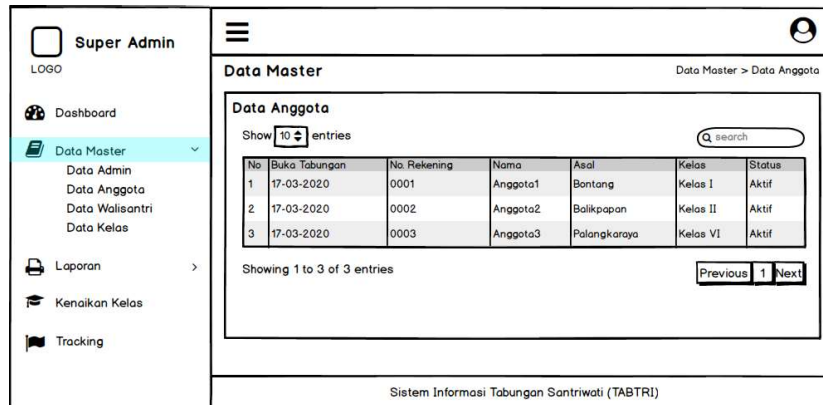 Super Admin
LOGO
Dashboard
Data Master
Data Admin
Data Anggota
Data Walisantri
Data Kelas
Laporan
Kenaikan Kelas
Tracking
Data Master
Data Master > Data Anggota
Data Anggota
Show 10 entries
search
No Buka Tabungan No. Rekening Nama Asal Kelas Status
1 17-03-2020 0001 Anggota1 Bontang Kelas I Aktif
2 17-03-2020 0002 Anggota2 Balikpapan Kelas II Aktif
3 17-03-2020 0003 Anggota3 Palangkaraya Kelas VI Aktif
Showing 1 to 3 of 3 entries
Previous 1 Next
Sistem Informasi Tabungan Santriwati (TABTRI)